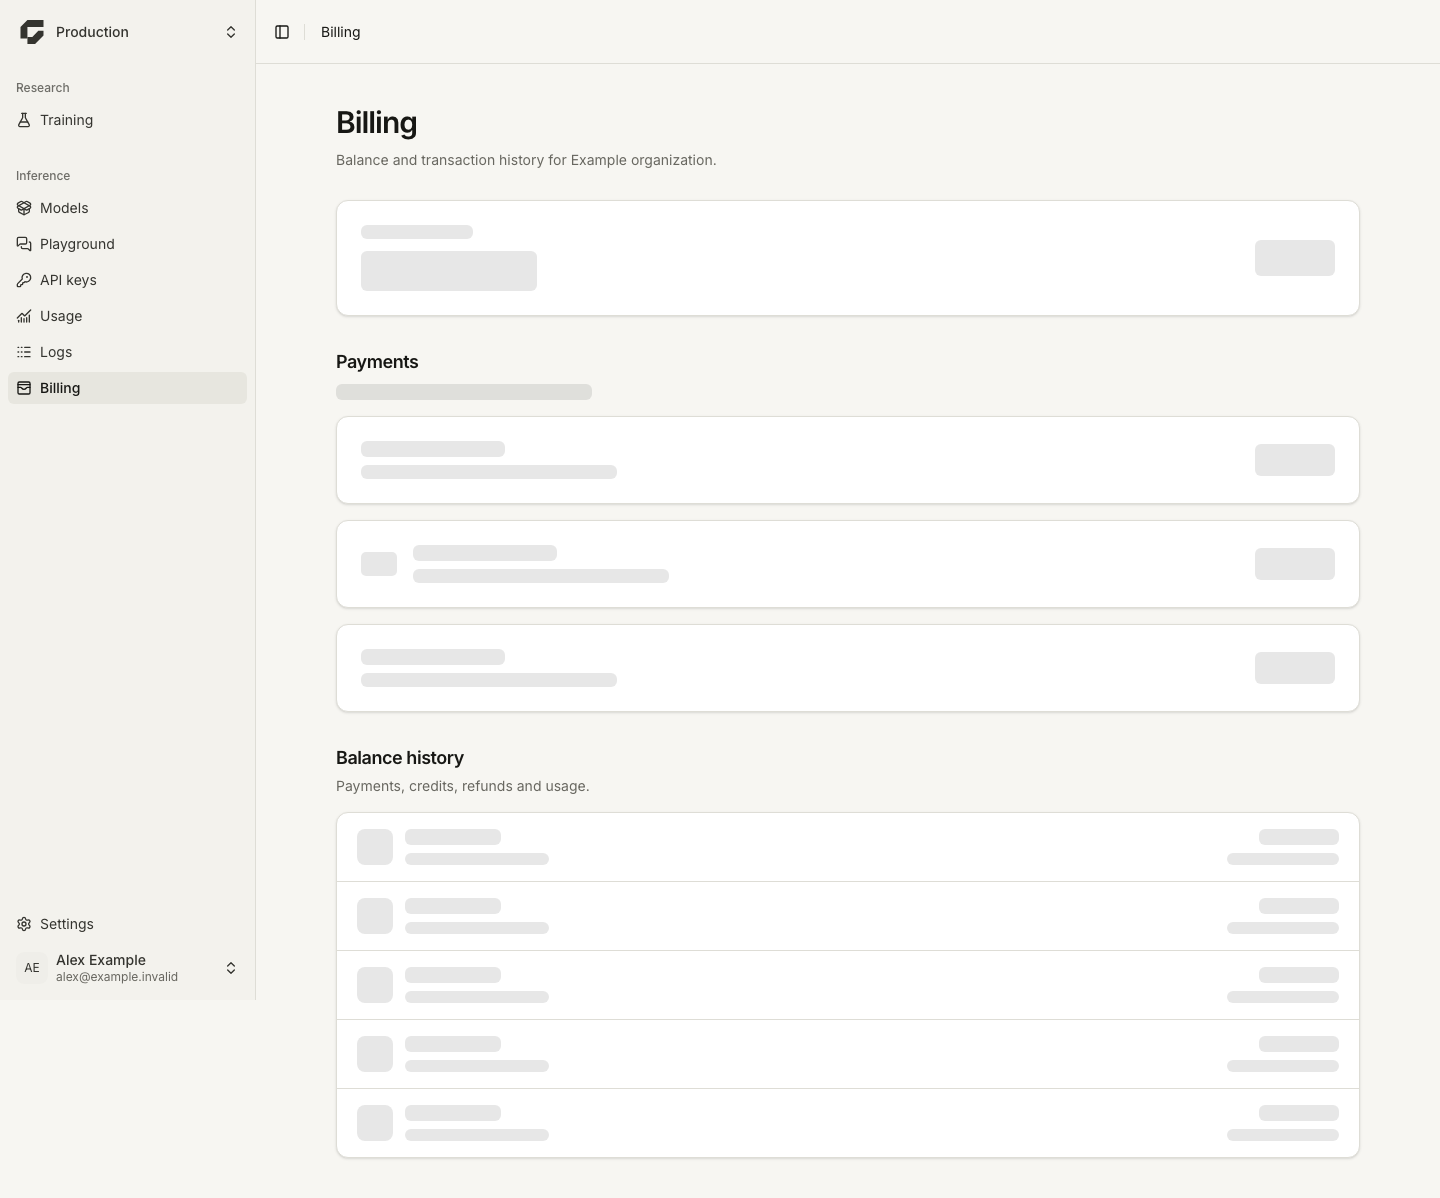 Production
Research
Training
Inference
Models
Playground
API keys
Usage
Logs
Billing
Settings
AE
Alex Example
alex@example.invalid
Billing
Billing
Balance and transaction history for Example organization.
Payments
Balance history
Payments, credits, refunds and usage.